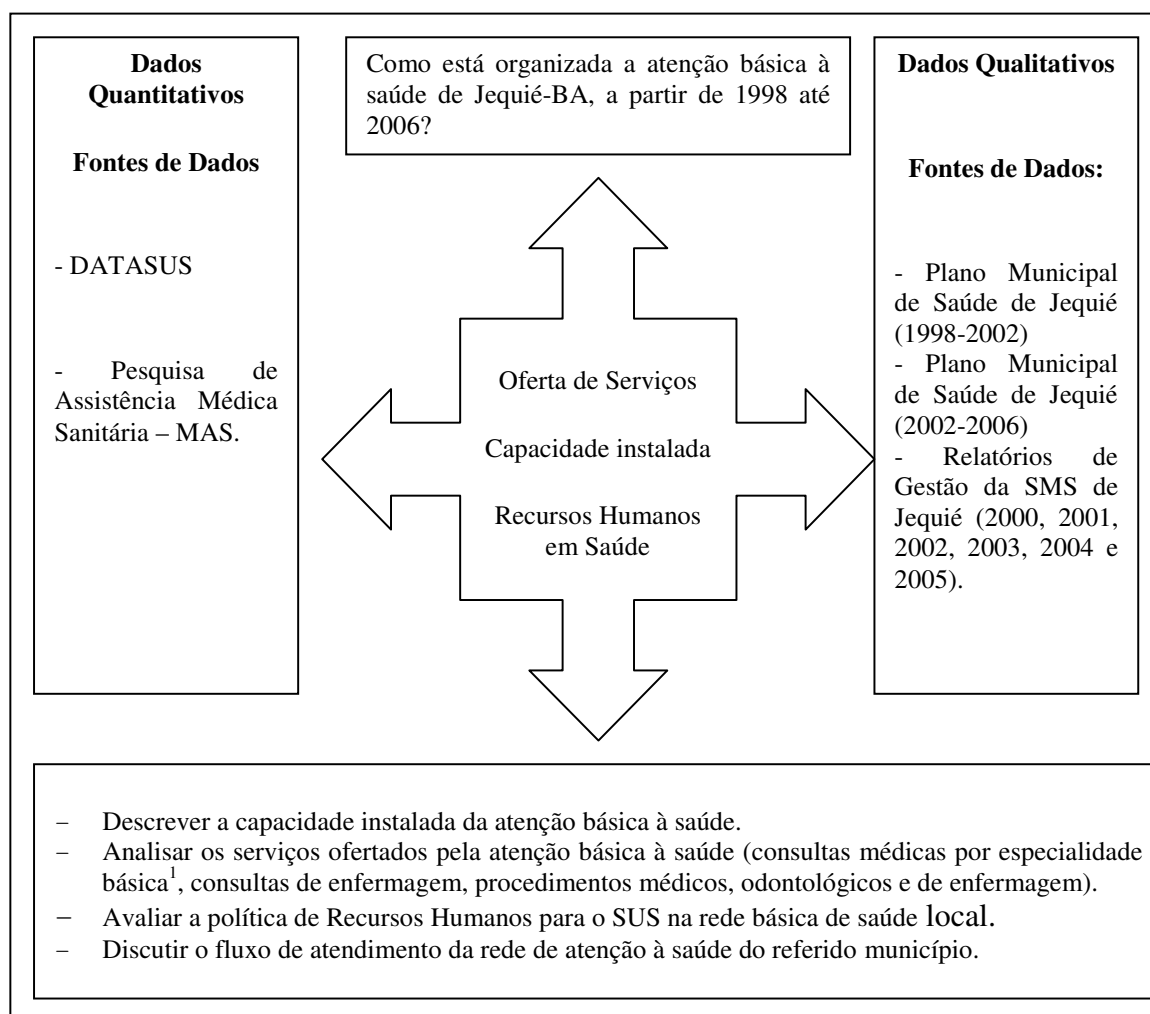 Dados
Quantitativos
Fontes de Dados
- DATASUS
- Pesquisa de
Assistência Médica
Sanitária – MAS.
Como está organizada a atenção básica à
saúde de Jequié-BA, a partir de 1998 até
2006?
Oferta de Serviços
Capacidade instalada
Recursos Humanos
em Saúde
Dados Qualitativos
Fontes de Dados:
- Plano Municipal
de Saúde de Jequié
(1998-2002)
- Plano Municipal
de Saúde de Jequié
(2002-2006)
- Relatórios de
Gestão da SMS de
Jequié (2000, 2001,
2002, 2003, 2004 e
2005).
– Descrever a capacidade instalada da atenção básica à saúde.
– Analisar os serviços ofertados pela atenção básica à saúde (consultas médicas por especialidade
básica¹, consultas de enfermagem, procedimentos médicos, odontológicos e de enfermagem).
– Avaliar a política de Recursos Humanos para o SUS na rede básica de saúde local.
– Discutir o fluxo de atendimento da rede de atenção à saúde do referido município.